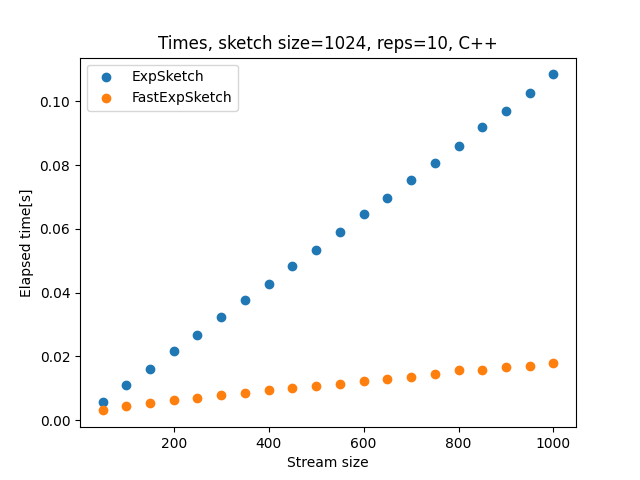 Times, sketch size=1024, reps=10, C++
ExpSketch
FastExpSketch
Elapsed time[s]
0.10
0.08
0.06
0.04
0.02
0.00
200 400 600 800 1000
Stream size